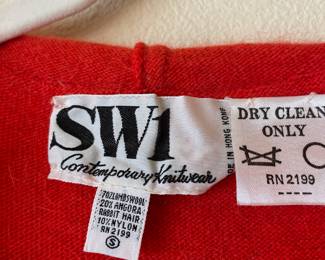 SW1
Contemporary Knitwear
DE IN HONG KONG
DRY CLEAN
ONLY
RN 2199
70% LAMBSWOOL
20% ANGORA
RABBIT HAIR
10% NYLON
RN 2199
S